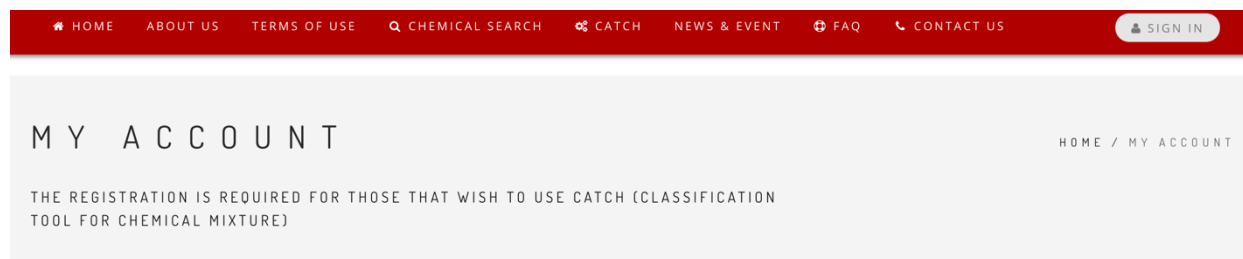 HOME ABOUT US TERMS OF USE CHEMICAL SEARCH CATCH NEWS & EVENT FAQ CONTACT US SIGN IN
MY ACCOUNT
HOME / MY ACCOUNT
THE REGISTRATION IS REQUIRED FOR THOSE THAT WISH TO USE CATCH (CLASSIFICATION
TOOL FOR CHEMICAL MIXTURE)